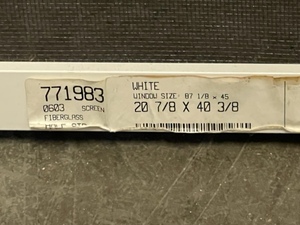 771983
0603 SCREEN
FIBERGLASS
WHITE
WINDOW SIZE: 87 1/8 x 45
20 7/8 X 40 3/8